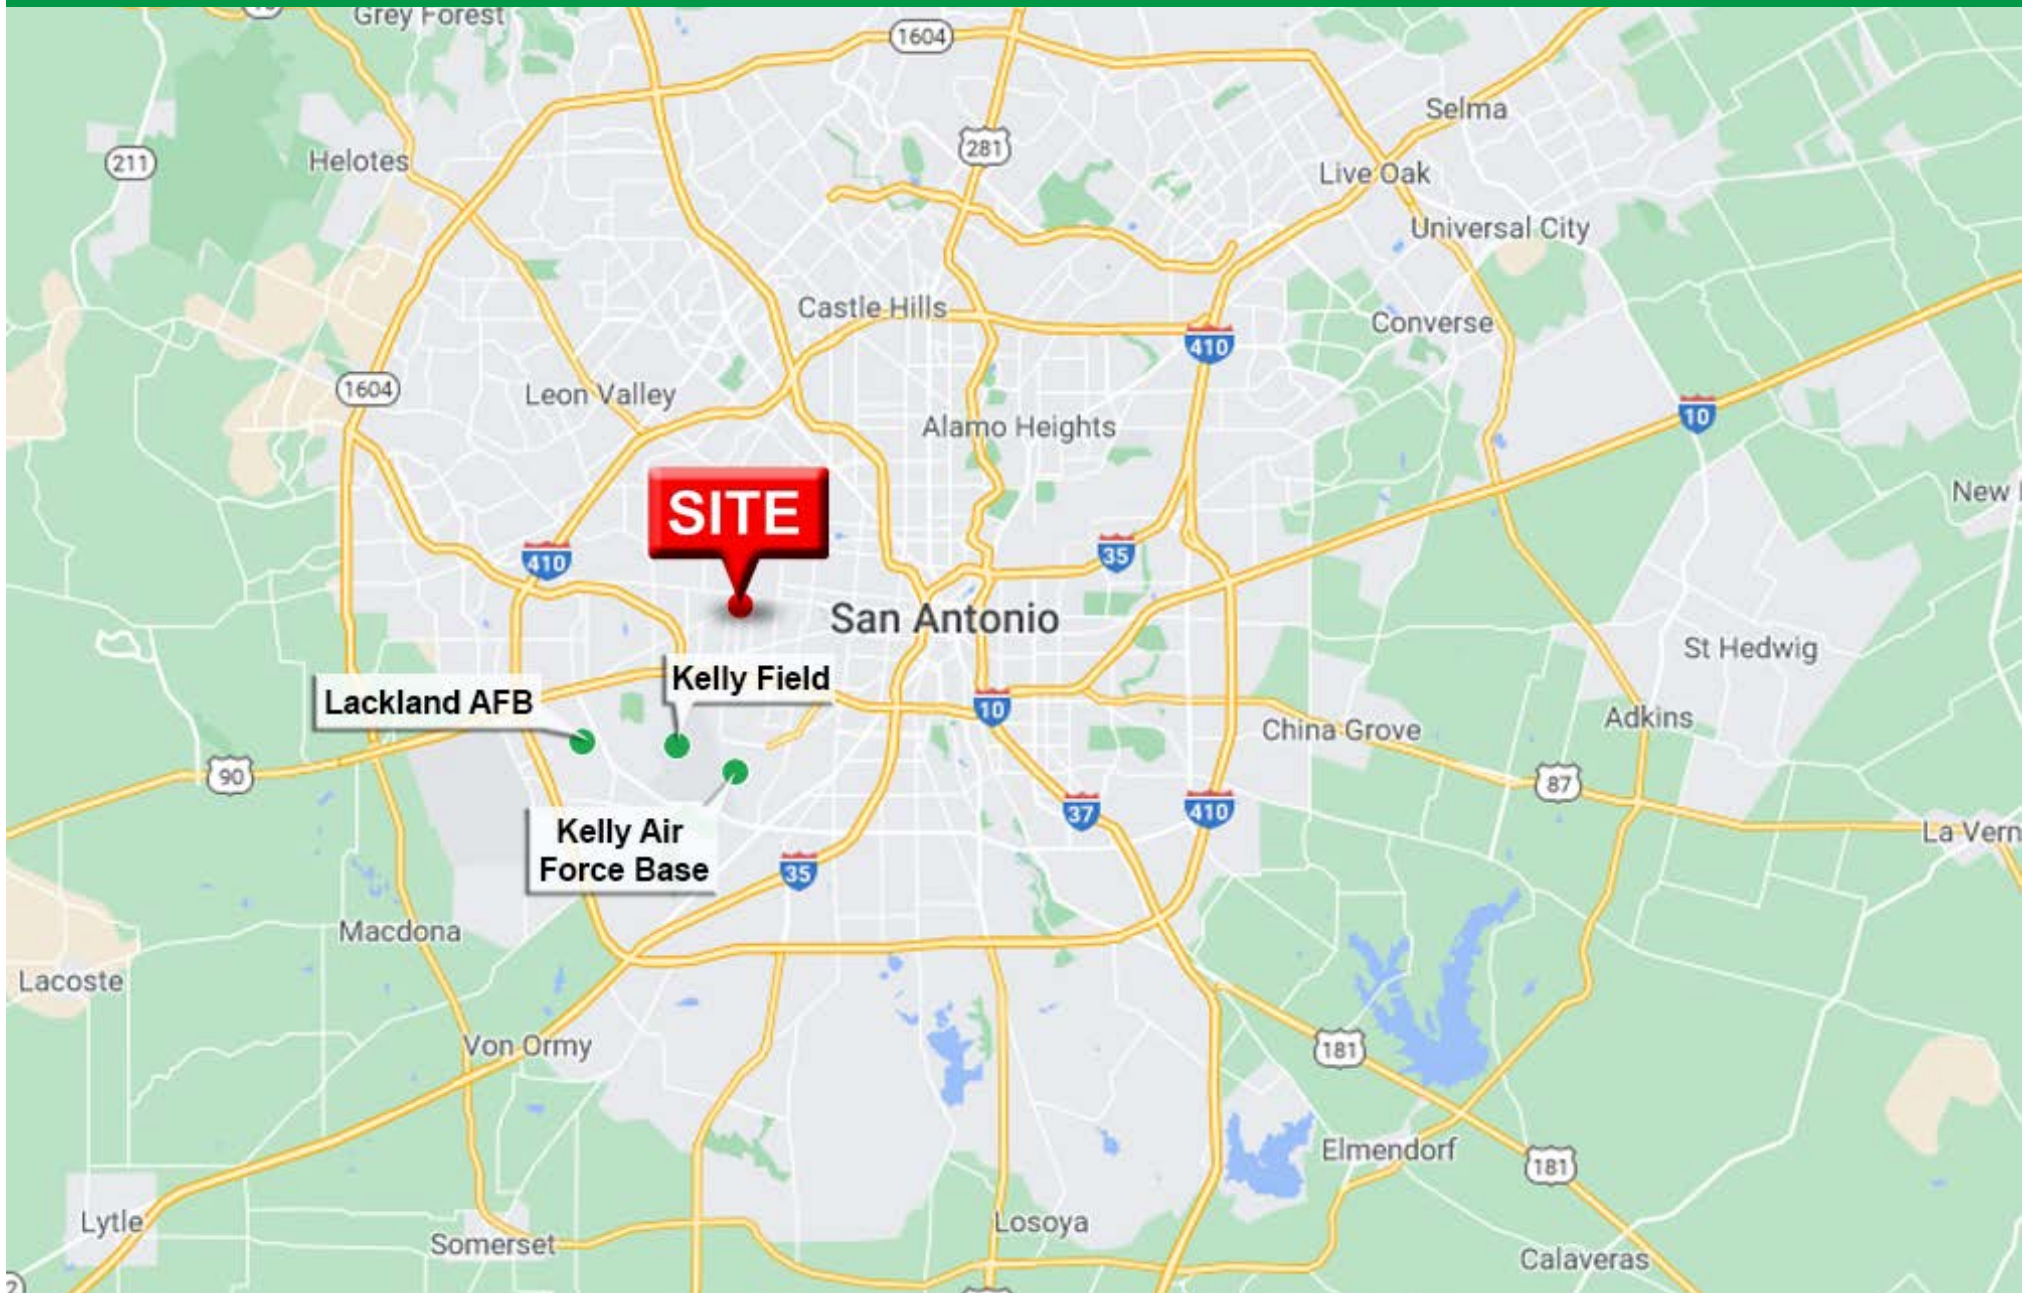 Grey Forest
1604
281
Selma
211
Helotes
Live Oak
Universal City
Castle Hills
Converse
410
1604
Leon Valley
10
Alamo Heights
New
SITE
410
35
San Antonio
St Hedwig
Kelly Field
Lackland AFB
10
Adkins
China Grove
90
87
Kelly Air
Force Base
37
410
La Vern
35
Macdona
Lacoste
Von Ormy
181
Elmendorf
181
Lytle
Losoya
Somerset
Calaveras